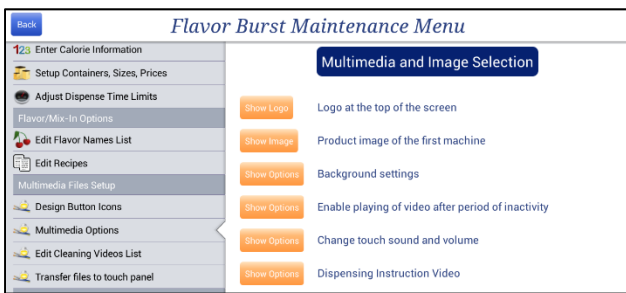 Back
Flavor Burst Maintenance Menu
123 Enter Calorie Information
Setup Containers, Sizes, Prices
Adjust Dispense Time Limits
Flavor/Mix-In Options
Edit Flavor Names List
Edit Recipes
Multimedia Files Setup
Design Button Icons
Multimedia Options
Edit Cleaning Videos List
Transfer files to touch panel
Multimedia and Image Selection
Show Logo Logo at the top of the screen
Show Image Product image of the first machine
Show Options Background settings
Show Options Enable playing of video after period of inactivity
Show Options Change touch sound and volume
Show Options Dispensing Instruction Video